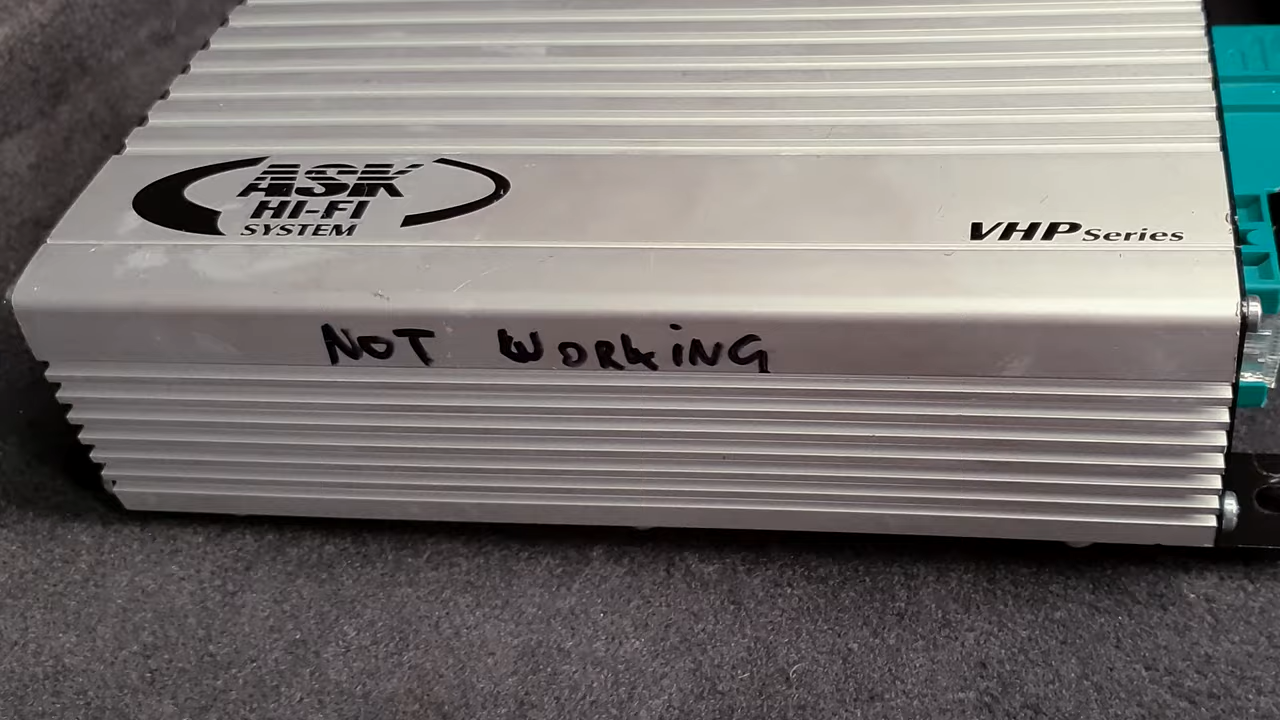 ASK
HI-FI
SYSTEM
VHP Series
NOT WORKiNG